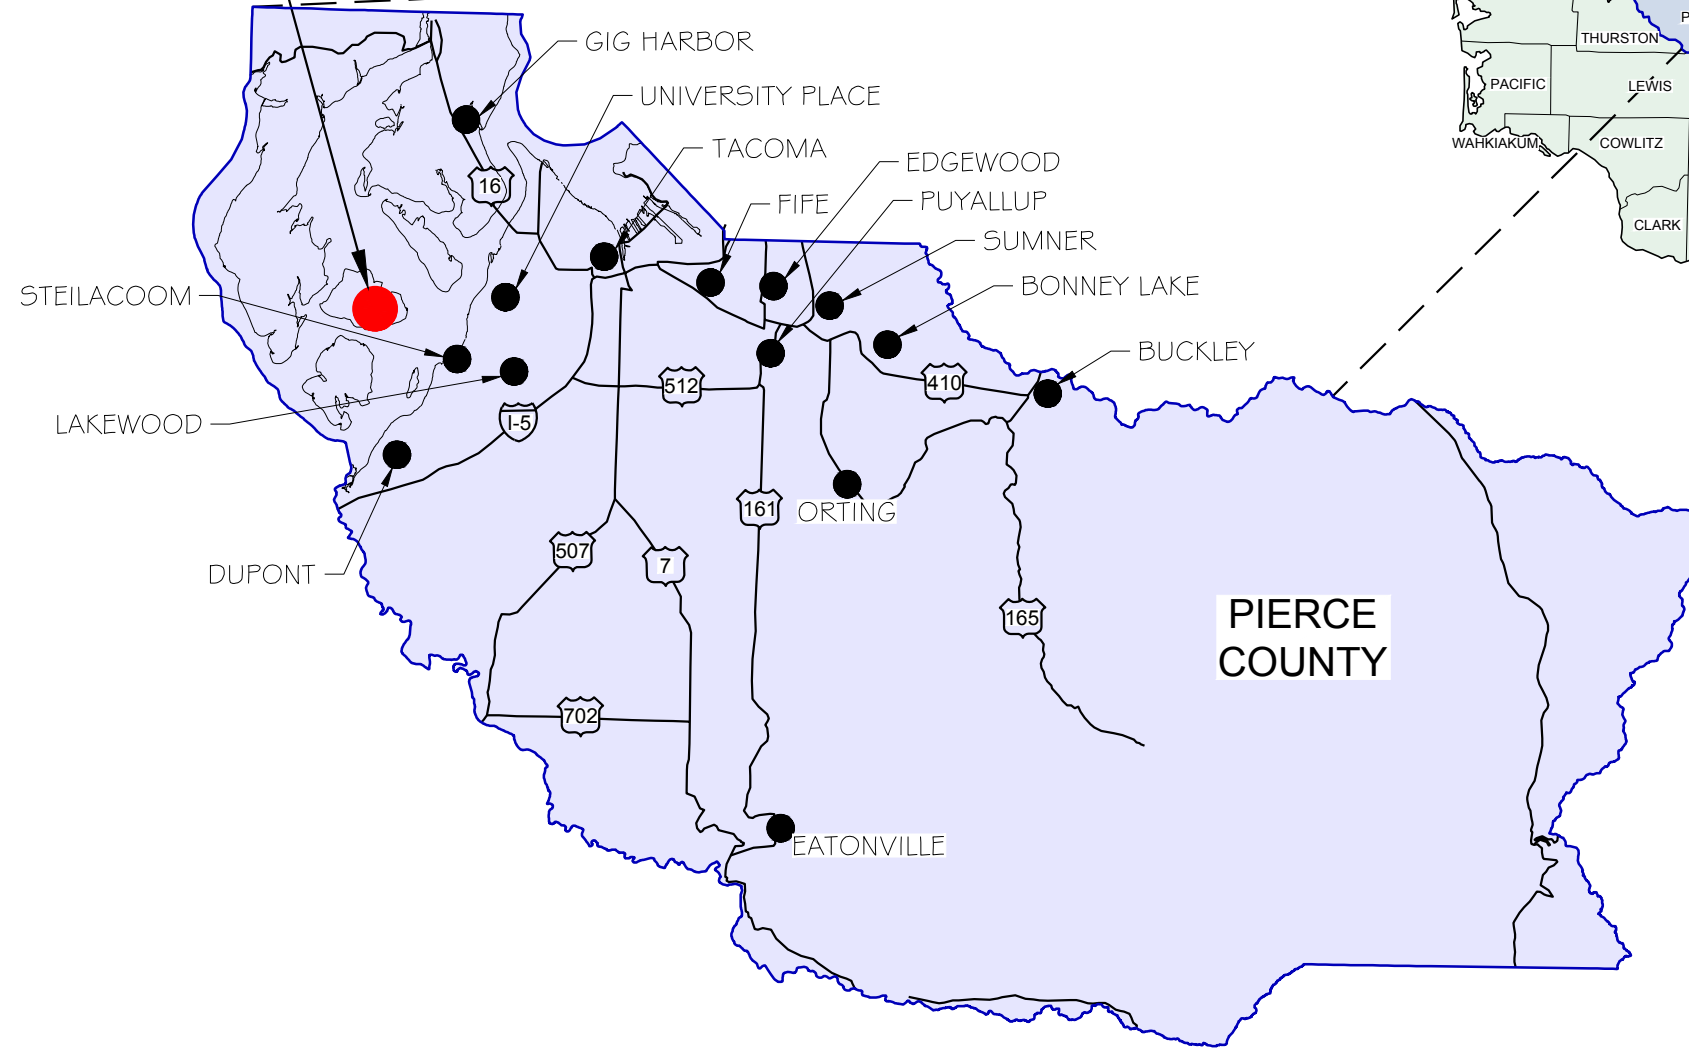 GIG HARBOR
THURSTON
P
UNIVERSITY PLACE
PACIFIC
LEWIS
TACOMA
WAHKIAKUM
COWLITZ
EDGEWOOD
16
FIFE
PUYALLUP
CLARK
SUMNER
STEILACOOM
BONNEY LAKE
BUCKLEY
512
410
LAKEWOOD
I-5
161
ORTING
507
7
DUPONT
165
PIERCE
COUNTY
702
EATONVILLE